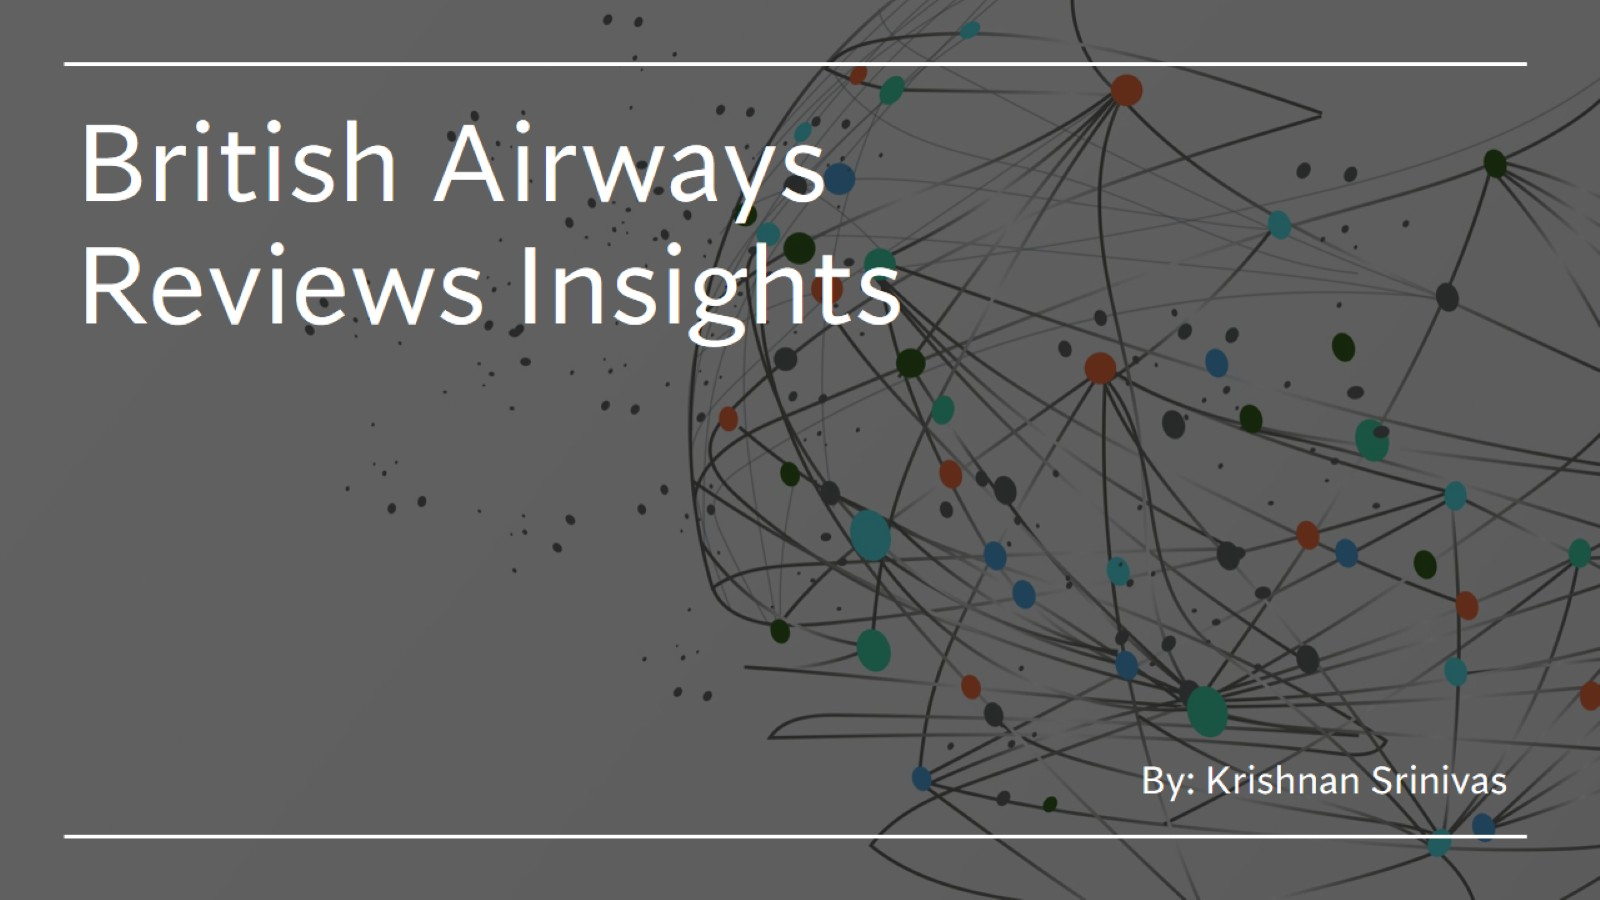 British Airways
Reviews Insights
By: Krishnan Srinivas